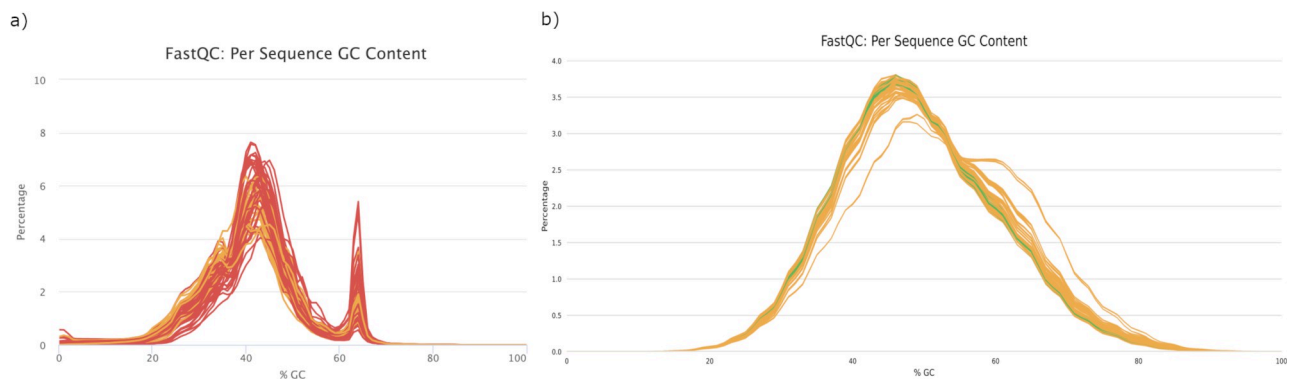 a)
FastQC: Per Sequence GC Content
10
8
6
4
2
0
Percentage
0 20 40 60 80 100
% GC
b)
FastQC: Per Sequence GC Content
4.0
3.5
3.0
2.5
2.0
1.5
1.0
0.5
0.0
Percentage
0 20 40 60 80 100
% GC